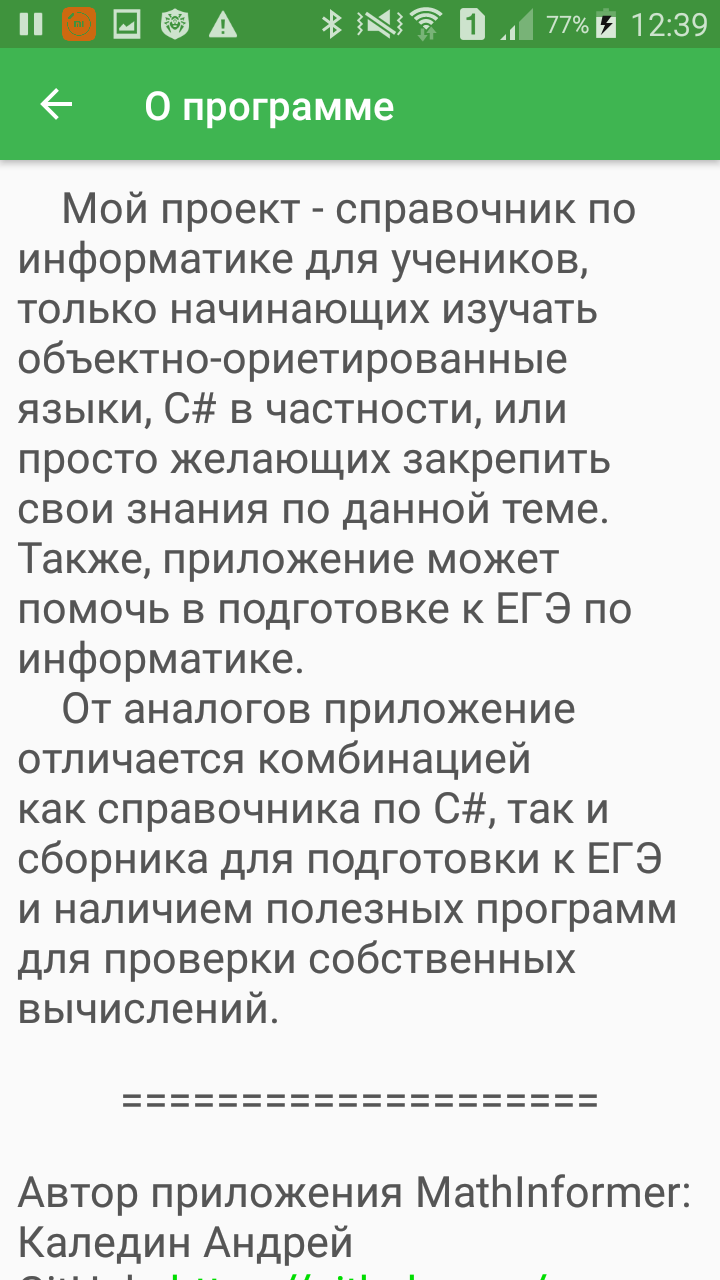 77% 12:39
О программе
Мой проект - справочник по
информатике для учеников,
только начинающих изучать
объектно-ориетированные
языки, C# в частности, или
просто желающих закрепить
свои знания по данной теме.
Также, приложение может
помочь в подготовке к ЕГЭ по
информатике.
От аналогов приложение
отличается комбинацией
как справочника по C#, так и
сборника для подготовки к ЕГЭ
и наличием полезных программ
для проверки собственных
вычислений.
====================
Автор приложения MathInformer:
Каледин Андрей